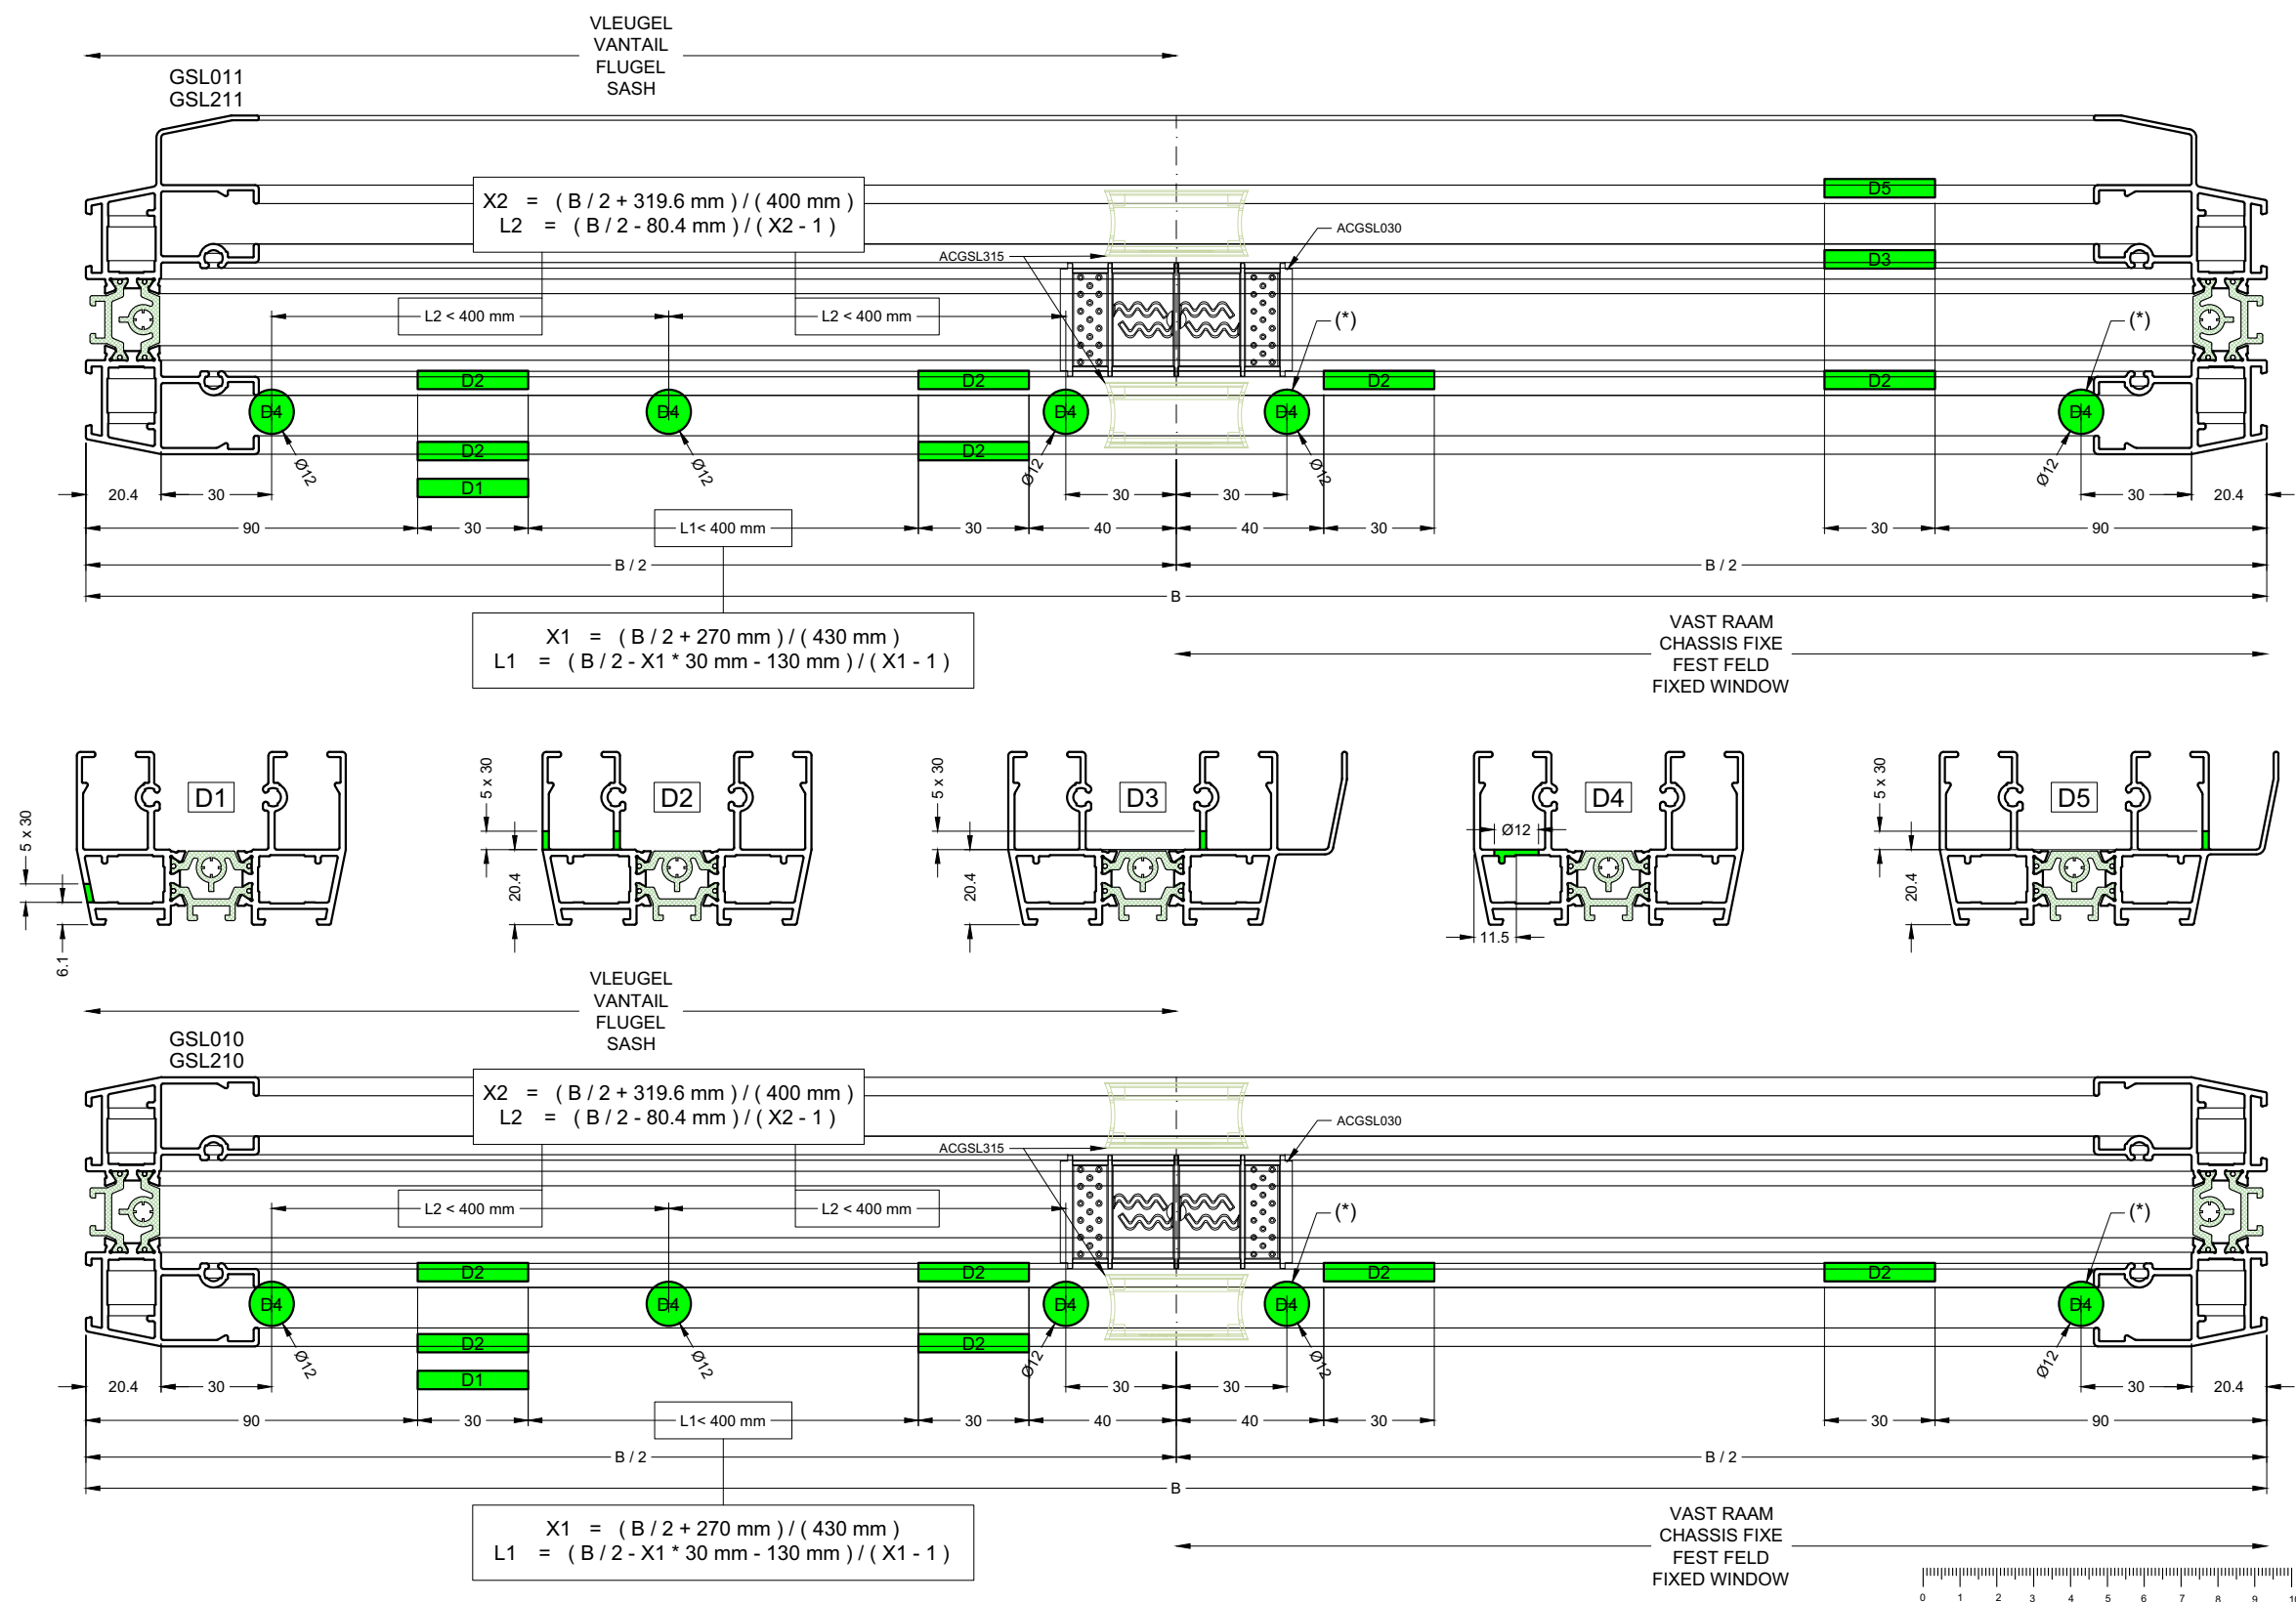 VLEUGEL
VANTAIL
FLUGEL
SASH
GSL011
GSL211
X2 = ( B / 2 + 319.6 mm ) / ( 400 mm )
L2 = ( B / 2 - 80.4 mm ) / ( X2 - 1 )
D5
ACGSL030
ACGSL315
D3
L2 < 400 mm
L2 < 400 mm
(*)
(*)
D2
D2
D2
D2
D4
D4
D4
D4
D4
D2
D2
Ø12
Ø12
Ø12
Ø12
Ø12
D1
20.4
30
30
30
30
20.4
90
30
L1< 400 mm
30
40
40
30
30
90
B / 2
B / 2
B
X1 = ( B / 2 + 270 mm ) / ( 430 mm )
L1 = ( B / 2 - X1 * 30 mm - 130 mm ) / ( X1 - 1 )
VAST RAAM
CHASSIS FIXE
FEST FELD
FIXED WINDOW
5 x 30
6.1
D1
5 x 30
20.4
D2
5 x 30
20.4
D3
D4
Ø12
11.5
5 x 30
20.4
D5
VLEUGEL
VANTAIL
FLUGEL
SASH
GSL010
GSL210
X2 = ( B / 2 + 319.6 mm ) / ( 400 mm )
L2 = ( B / 2 - 80.4 mm ) / ( X2 - 1 )
ACGSL030
ACGSL315
L2 < 400 mm
L2 < 400 mm
(*)
(*)
D2
D2
D2
D2
D4
D4
D4
D4
D4
D2
D2
Ø12
Ø12
Ø12
Ø12
Ø12
D1
20.4
30
30
30
30
20.4
90
30
L1< 400 mm
30
40
40
30
30
90
B / 2
B / 2
B
X1 = ( B / 2 + 270 mm ) / ( 430 mm )
L1 = ( B / 2 - X1 * 30 mm - 130 mm ) / ( X1 - 1 )
VAST RAAM
CHASSIS FIXE
FEST FELD
FIXED WINDOW
0 1 2 3 4 5 6 7 8 9 10